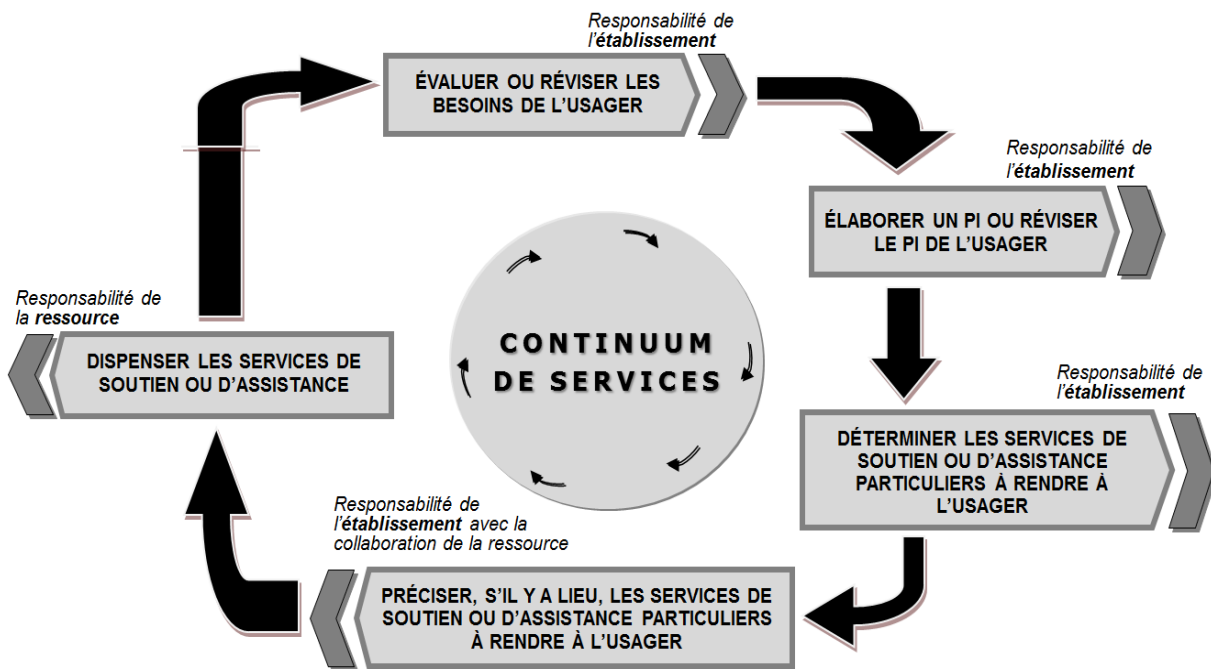 Responsabilité de
l'établissement
ÉVALUER OU RÉVISER LES
BESOINS DE L'USAGER
Responsabilité de
l'établissement
ÉLABORER UN PI OU RÉVISER
LE PI DE L'USAGER
Responsabilité de
l'établissement
DÉTERMINER LES SERVICES DE
SOUTIEN OU D'ASSISTANCE
PARTICULIERS À RENDRE À
L'USAGER
Responsabilité de
l'établissement avec la
collaboration de la ressource
PRÉCISER, S'IL Y A LIEU, LES SERVICES DE
SOUTIEN OU D'ASSISTANCE PARTICULIERS
À RENDRE À L'USAGER
Responsabilité de
la ressource
DISPENSER LES SERVICES DE
SOUTIEN OU D'ASSISTANCE
CONTINUUM
DE SERVICES